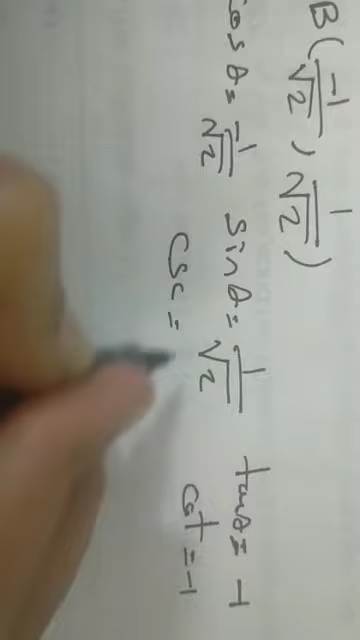 B(-1/√2, 1/√2)
cos θ = -1/√2 sin θ = 1/√2 tan θ = -1
csc = cot = -1